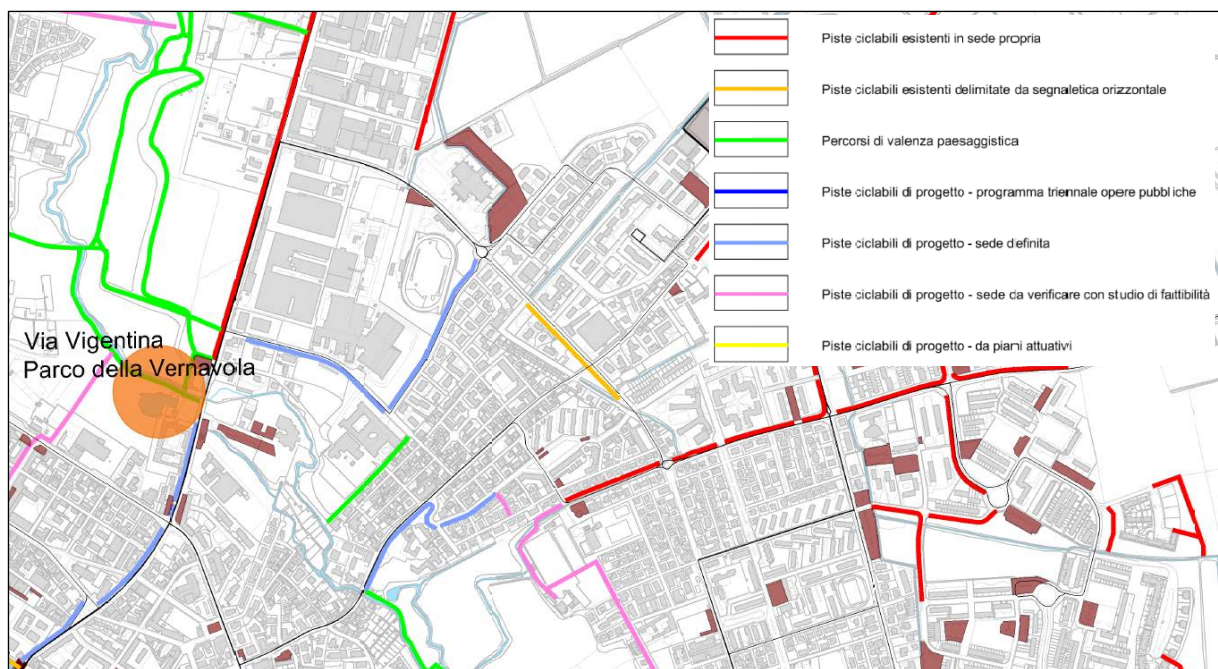 Piste ciclabili esistenti in sede propria
Piste ciclabili esistenti delimitate da segnaletica orizzontale
Percorsi di valenza paesaggistica
Piste ciclabili di progetto - programma triennale opere pubbliche
Piste ciclabili di progetto - sede definita
Piste ciclabili di progetto - sede da verificare con studio di fattibilità
Piste ciclabili di progetto - da piani attuativi
Via Vigentina
Parco della Vernavola